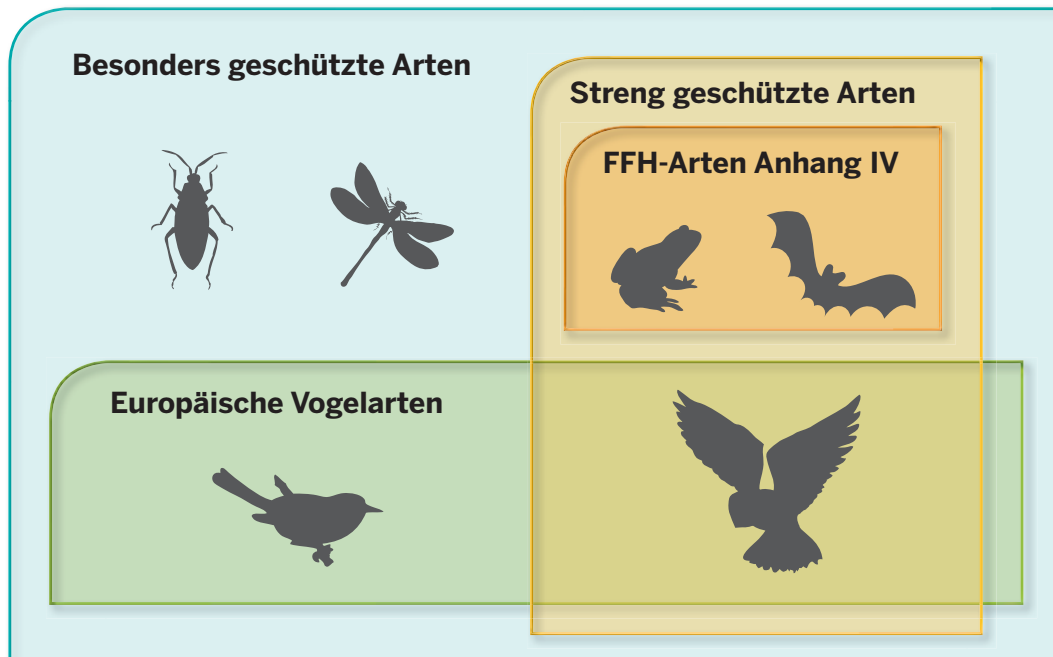 Besonders geschützte Arten
Streng geschützte Arten
FFH-Arten Anhang IV
Europäische Vogelarten